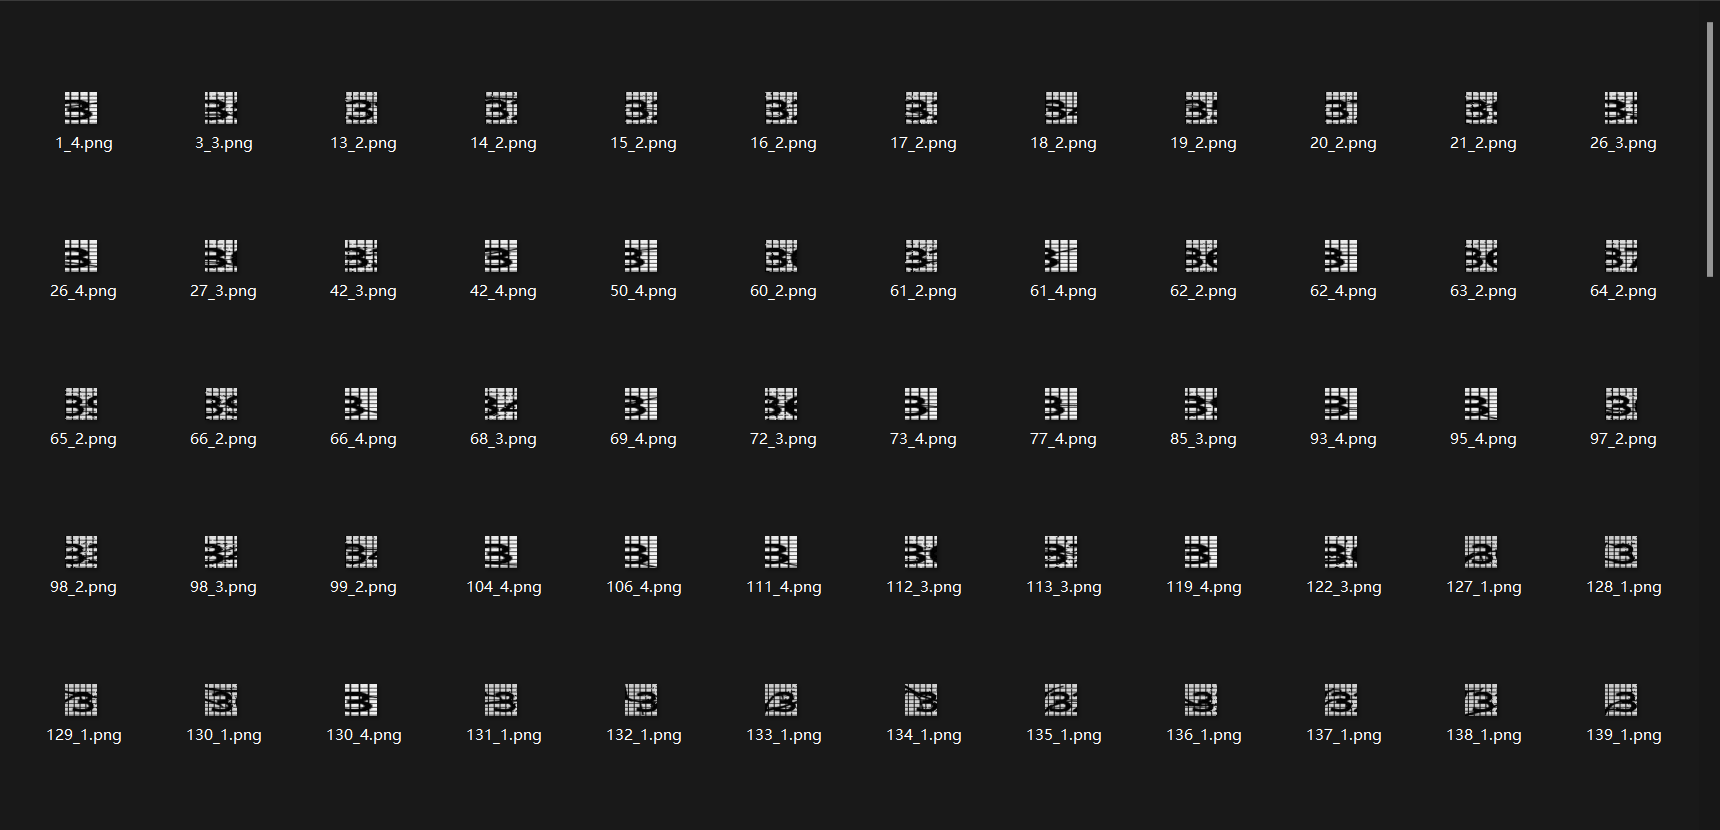 1_4.png 3_3.png 13_2.png 14_2.png 15_2.png 16_2.png 17_2.png 18_2.png 19_2.png 20_2.png 21_2.png 26_3.png
26_4.png 27_3.png 42_3.png 42_4.png 50_4.png 60_2.png 61_2.png 61_4.png 62_2.png 62_4.png 63_2.png 64_2.png
65_2.png 66_2.png 66_4.png 68_3.png 69_4.png 72_3.png 73_4.png 77_4.png 85_3.png 93_4.png 95_4.png 97_2.png
98_2.png 98_3.png 99_2.png 104_4.png 106_4.png 111_4.png 112_3.png 113_3.png 119_4.png 122_3.png 127_1.png 128_1.png
129_1.png 130_1.png 130_4.png 131_1.png 132_1.png 133_1.png 134_1.png 135_1.png 136_1.png 137_1.png 138_1.png 139_1.png